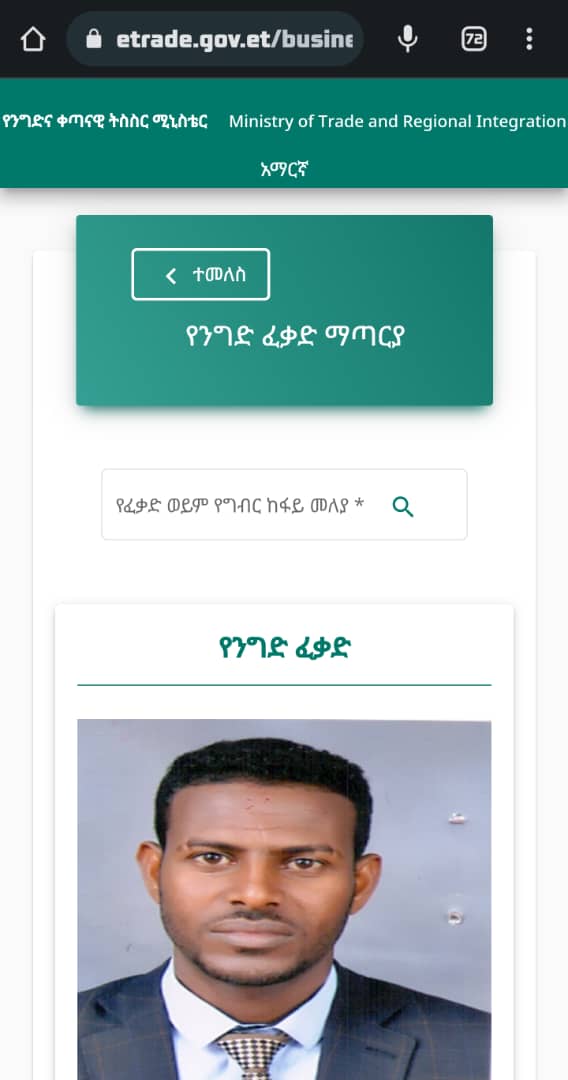 etrade.gov.et/busine
72
የንግድና ቀጣናዊ ትስስር ሚኒስቴር Ministry of Trade and Regional Integration
አማርኛ
ተመለስ
የንግድ ፈቃድ ማጣርያ
የፈቃድ ወይም የግብር ከፋይ መለያ *
የንግድ ፈቃድ